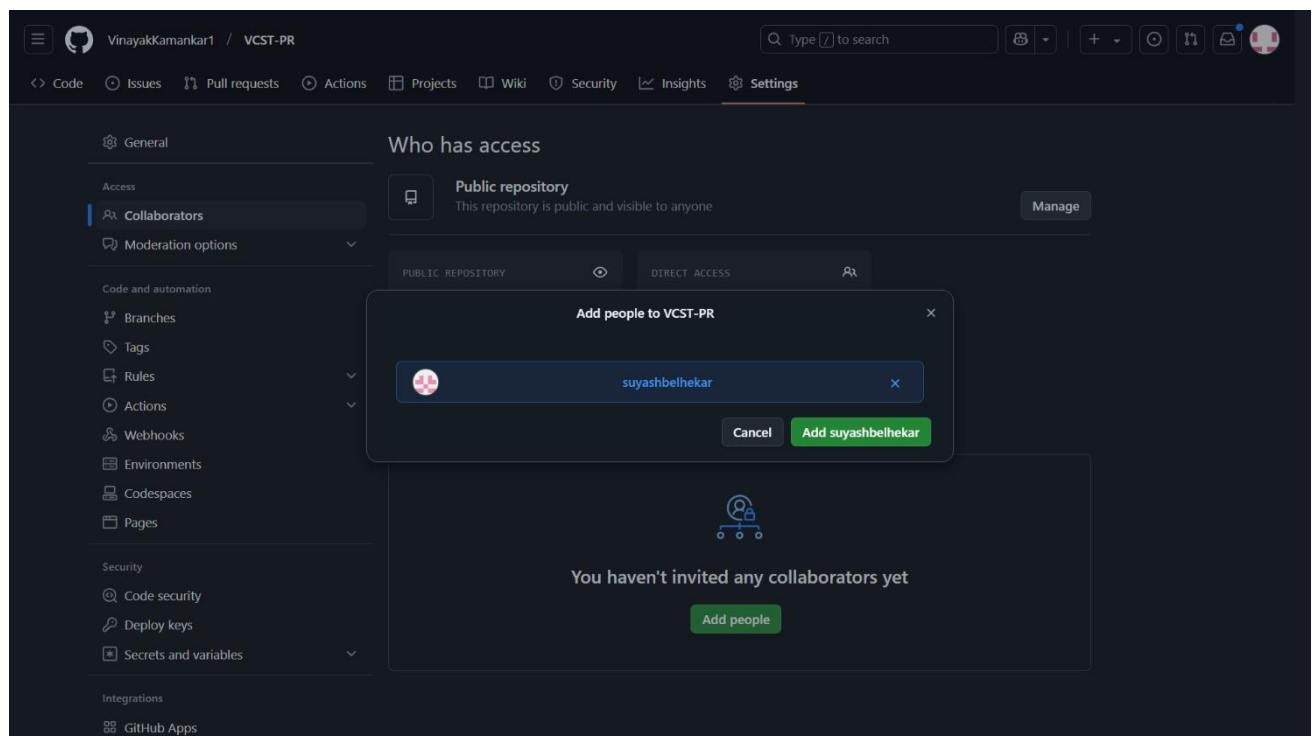 VinayakKamankar1 / VCST-PR
Type / to search
Code Issues Pull requests Actions Projects Wiki Security Insights Settings
General
Access
Collaborators
Moderation options
Code and automation
Branches
Tags
Rules
Actions
Webhooks
Environments
Codespaces
Pages
Security
Code security
Deploy keys
Secrets and variables
Integrations
GitHub Apps
Who has access
Public repository
This repository is public and visible to anyone
Manage
PUBLIC REPOSITORY
DIRECT ACCESS
Add people to VCST-PR
suyashbelhekar
Cancel
Add suyashbelhekar
You haven't invited any collaborators yet
Add people